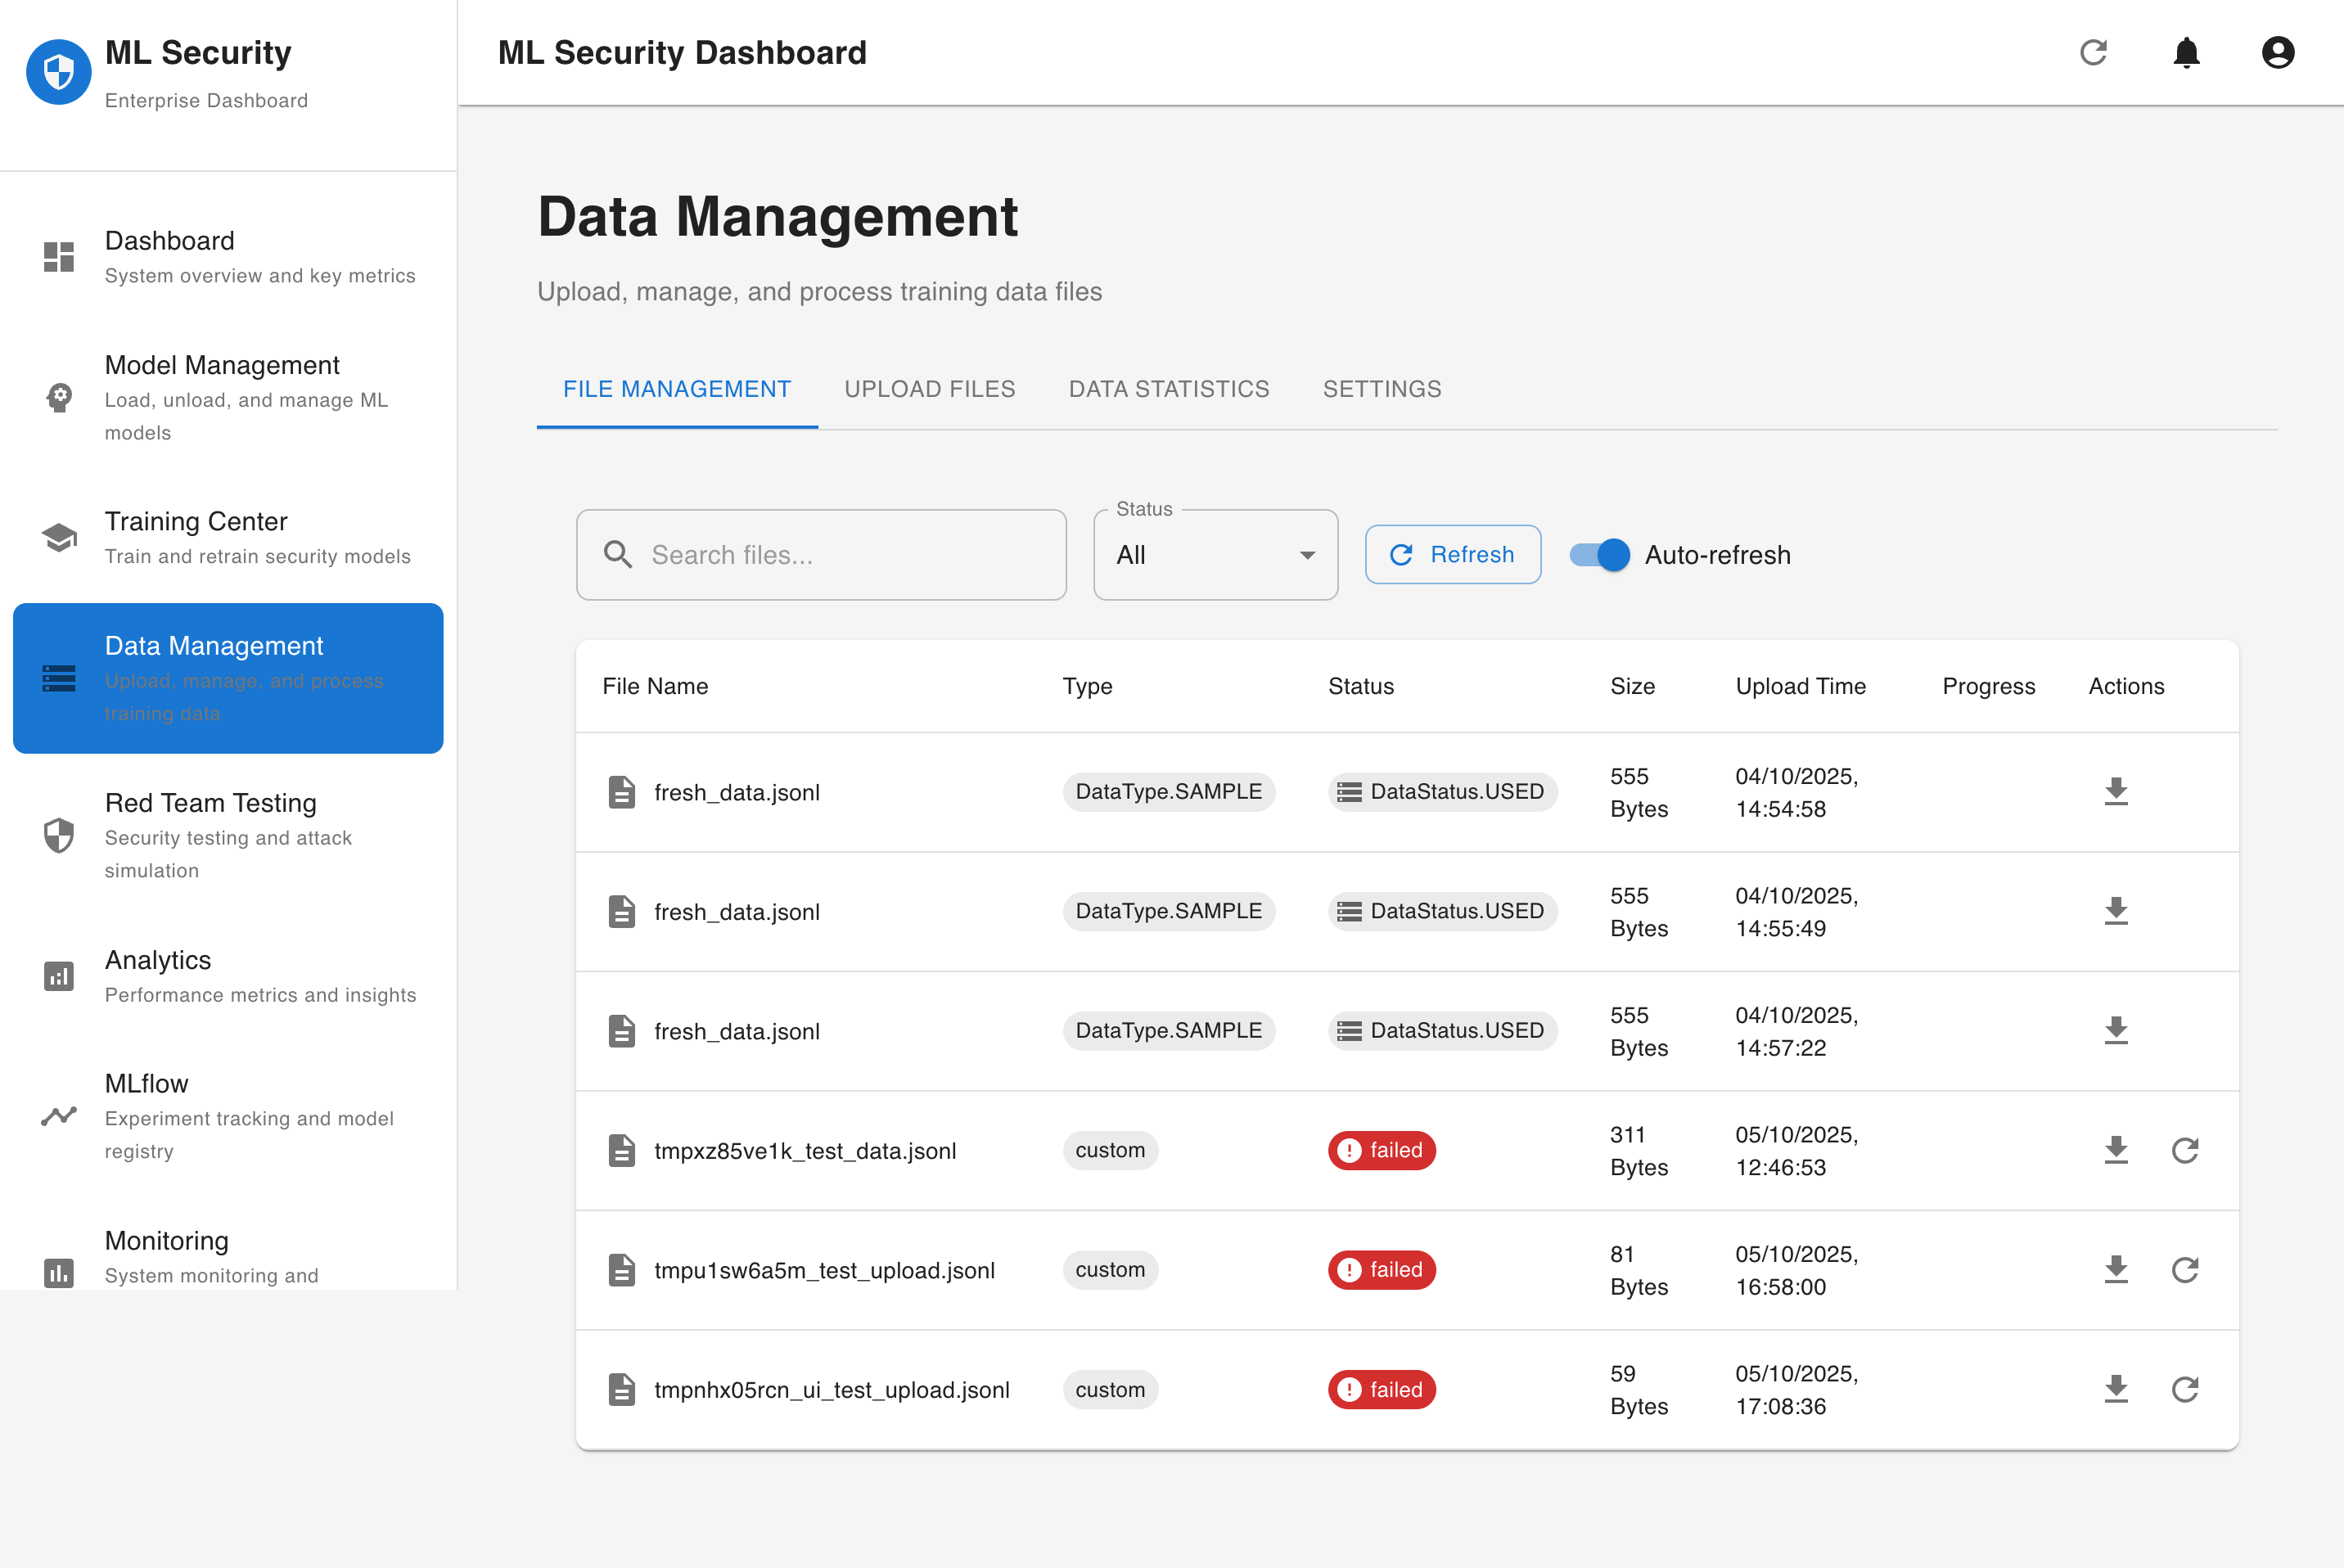 ML Security
Enterprise Dashboard
ML Security Dashboard
Dashboard
System overview and key metrics
Model Management
Load, unload, and manage ML
models
Training Center
Train and retrain security models
Data Management
Upload, manage, and process
training data
Red Team Testing
Security testing and attack
simulation
Analytics
Performance metrics and insights
MLflow
Experiment tracking and model
registry
Monitoring
System monitoring and
Data Management
Upload, manage, and process training data files
FILE MANAGEMENT UPLOAD FILES DATA STATISTICS SETTINGS
Status
Search files... All Refresh Auto-refresh
File Name Type Status Size Upload Time Progress Actions
fresh_data.jsonl DataType.SAMPLE DataStatus.USED 555 Bytes 04/10/2025, 14:54:58
fresh_data.jsonl DataType.SAMPLE DataStatus.USED 555 Bytes 04/10/2025, 14:55:49
fresh_data.jsonl DataType.SAMPLE DataStatus.USED 555 Bytes 04/10/2025, 14:57:22
tmpxz85ve1k_test_data.jsonl custom failed 311 Bytes 05/10/2025, 12:46:53
tmpu1sw6a5m_test_upload.jsonl custom failed 81 Bytes 05/10/2025, 16:58:00
tmpnhx05rcn_ui_test_upload.jsonl custom failed 59 Bytes 05/10/2025, 17:08:36